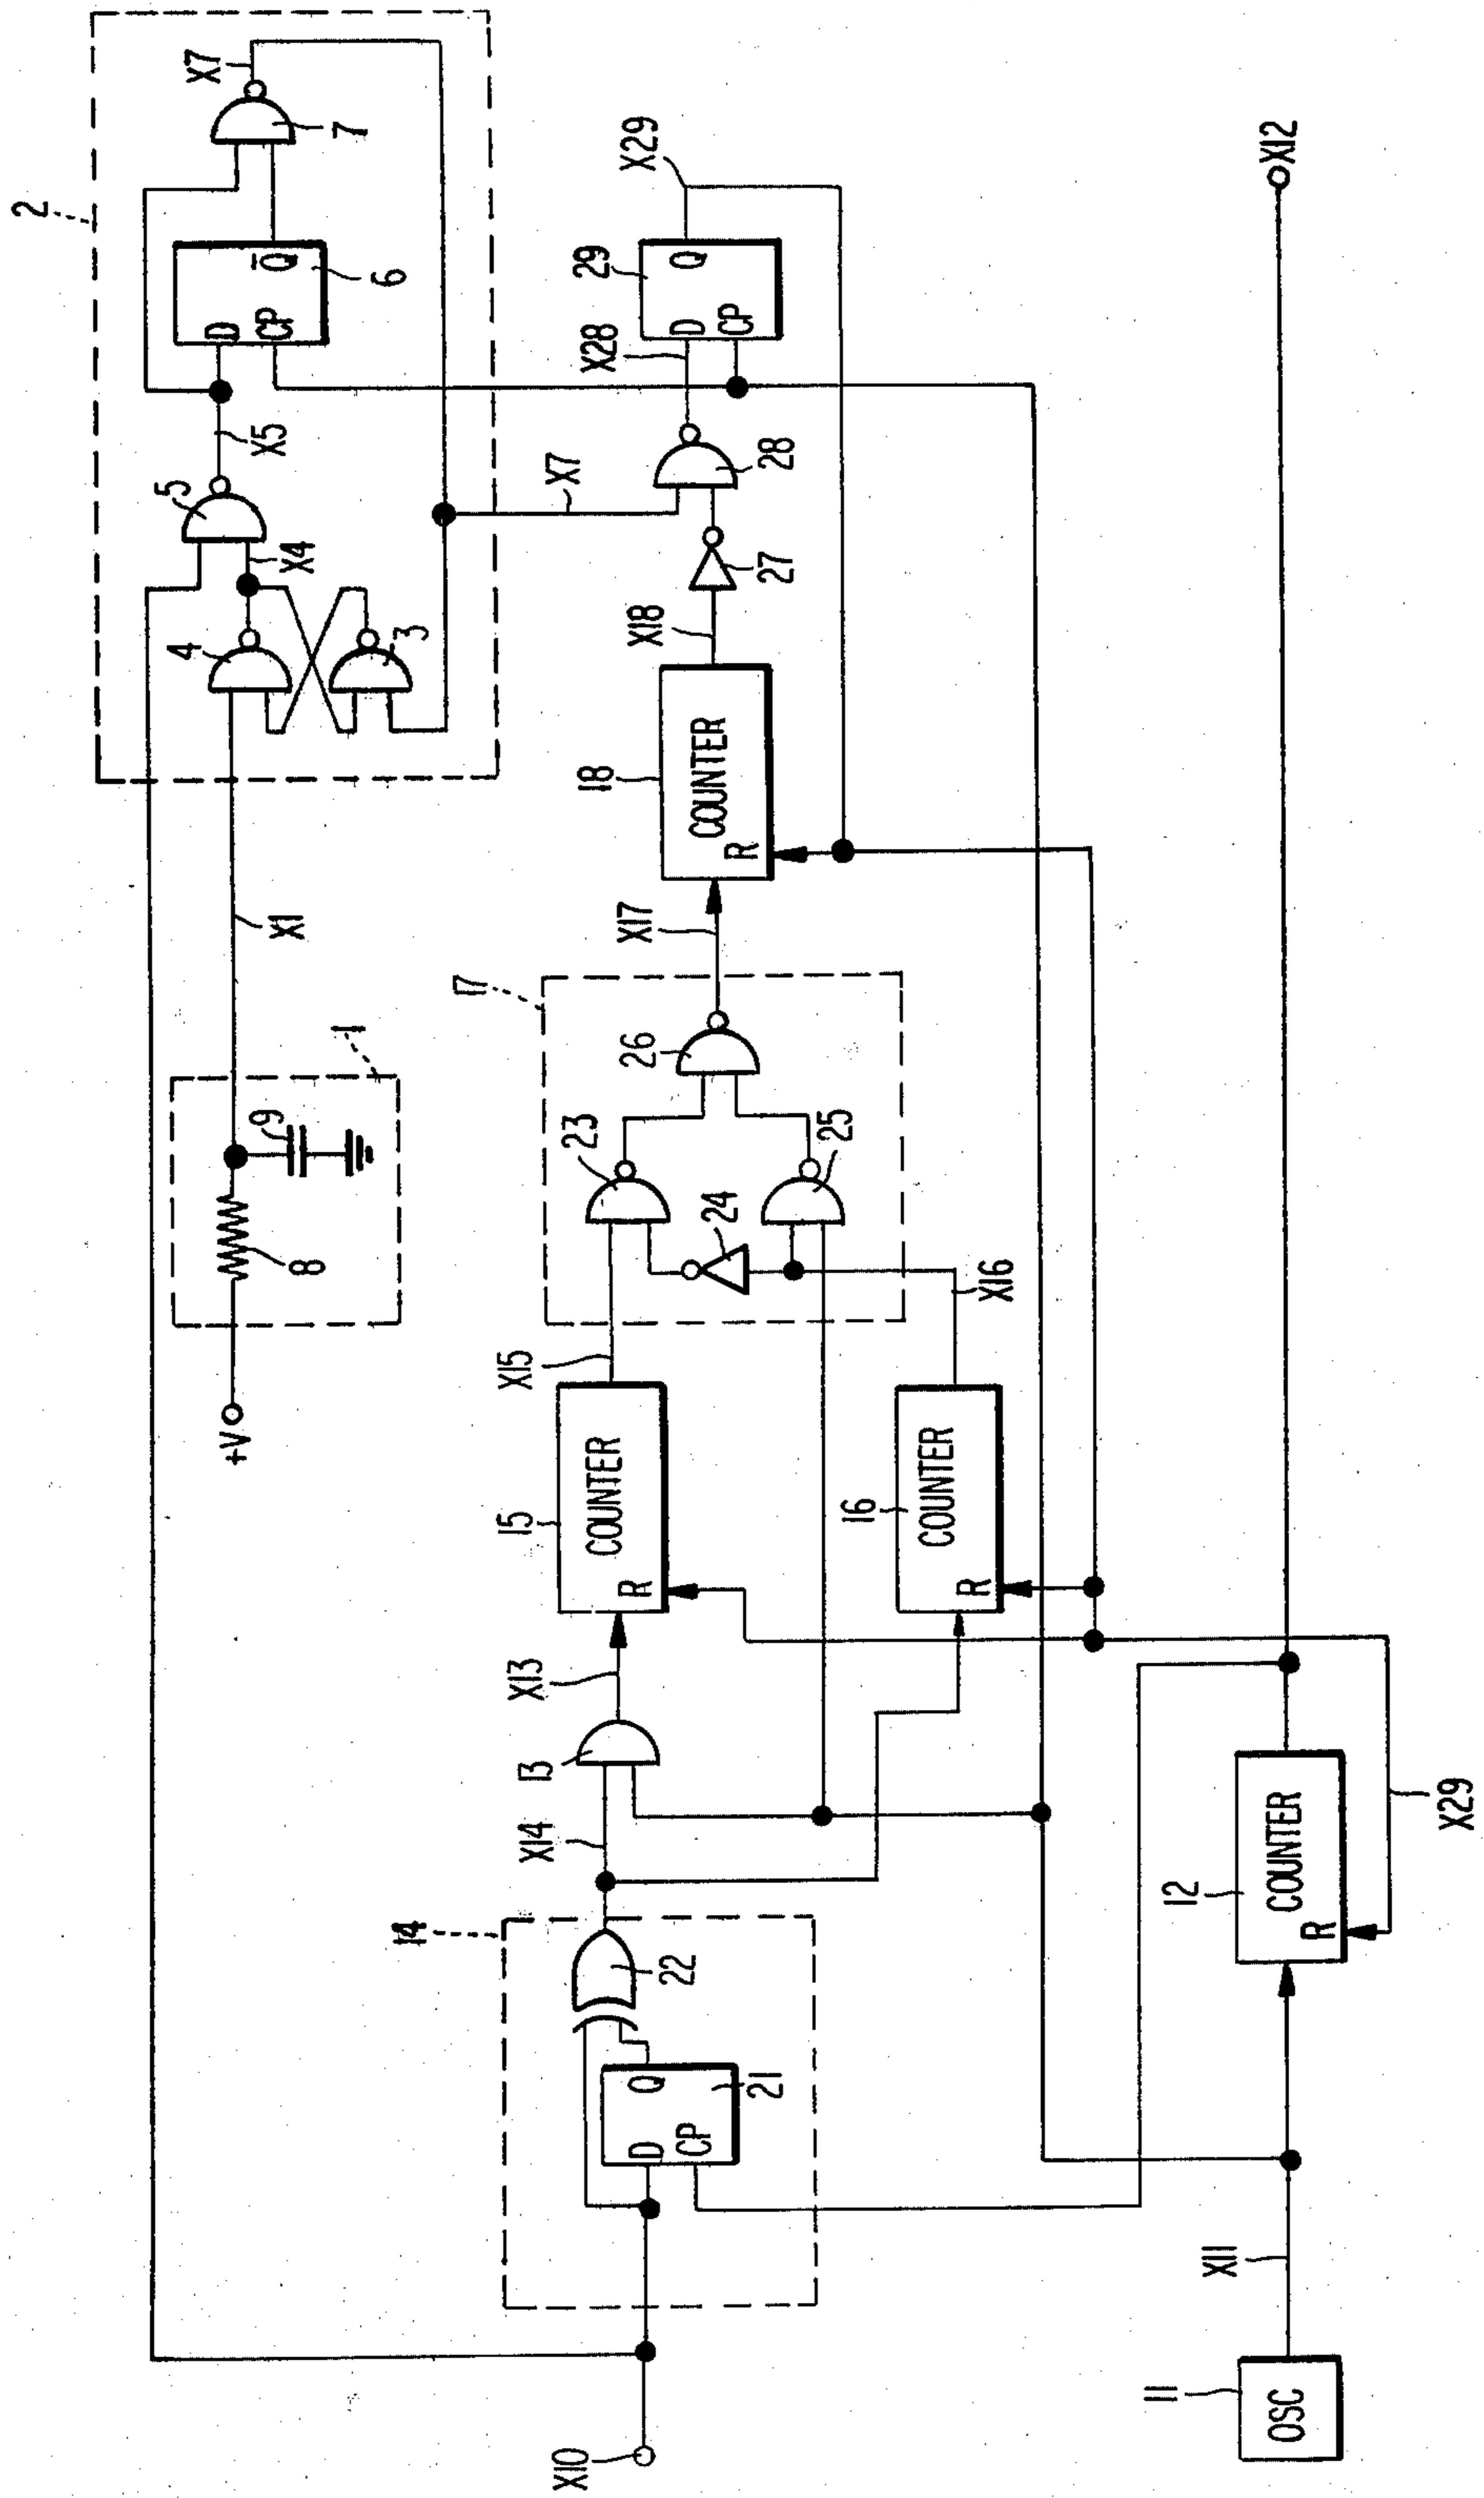 2
X7
7
D
CP
Q
6
X5
5
X4
4
3
X1
1
9
8
+V
X29
29
D
CP
Q
X28
X7
28
27
X18
18
COUNTER
R
X17
17
26
23
25
24
X16
X15
15
COUNTER
R
16
COUNTER
R
X13
13
X14
14
22
21
D
CP
Q
X10
X12
12
COUNTER
R
X29
X11
11
OSC